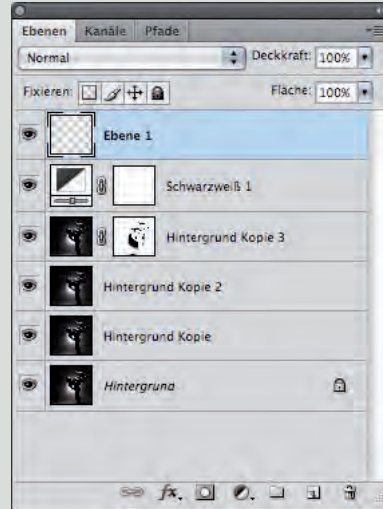 Ebenen Kanäle Pfade
Normal Deckkraft: 100%
Fixieren: Fläche: 100%
Ebene 1
Schwarzweiß 1
Hintergrund Kopie 3
Hintergrund Kopie 2
Hintergrund Kopie
Hintergrund
fx.